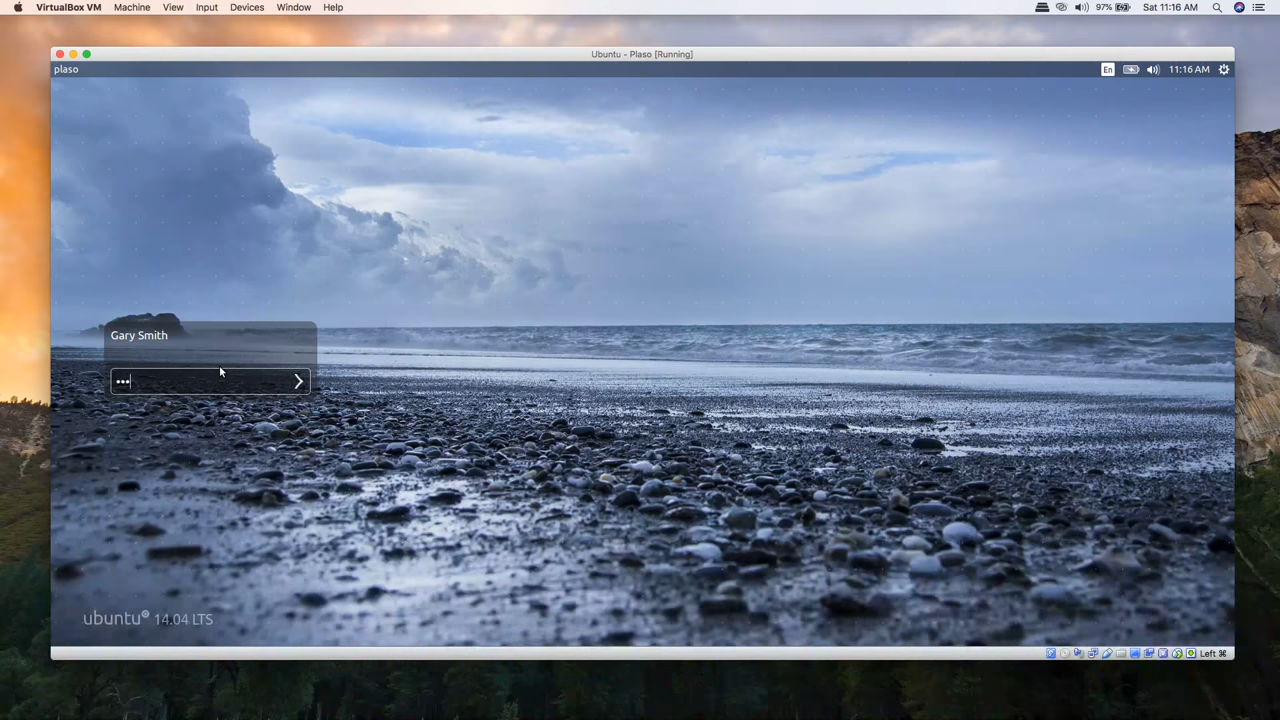 VirtualBox VM Machine View Input Devices Window Help 97% Sat 11:16 AM
Ubuntu - Plaso [Running]
plaso En 11:16 AM
Gary Smith
ubuntu® 14.04 LTS
Left ⌘